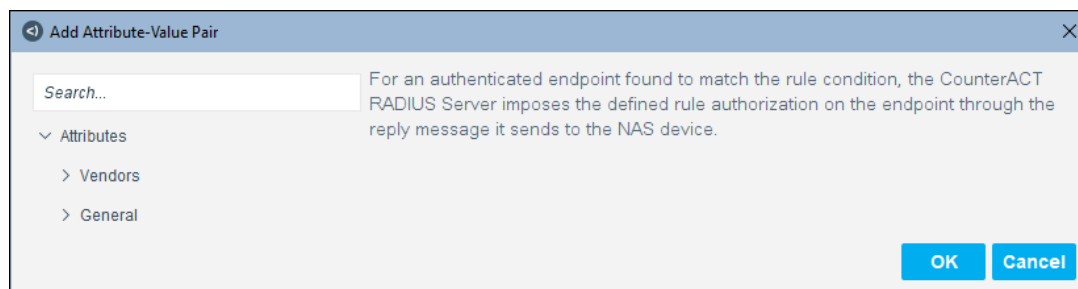 Add Attribute-Value Pair
Search...
For an authenticated endpoint found to match the rule condition, the CounterACT
RADIUS Server imposes the defined rule authorization on the endpoint through the
reply message it sends to the NAS device.
Attributes
Vendors
General
OK
Cancel